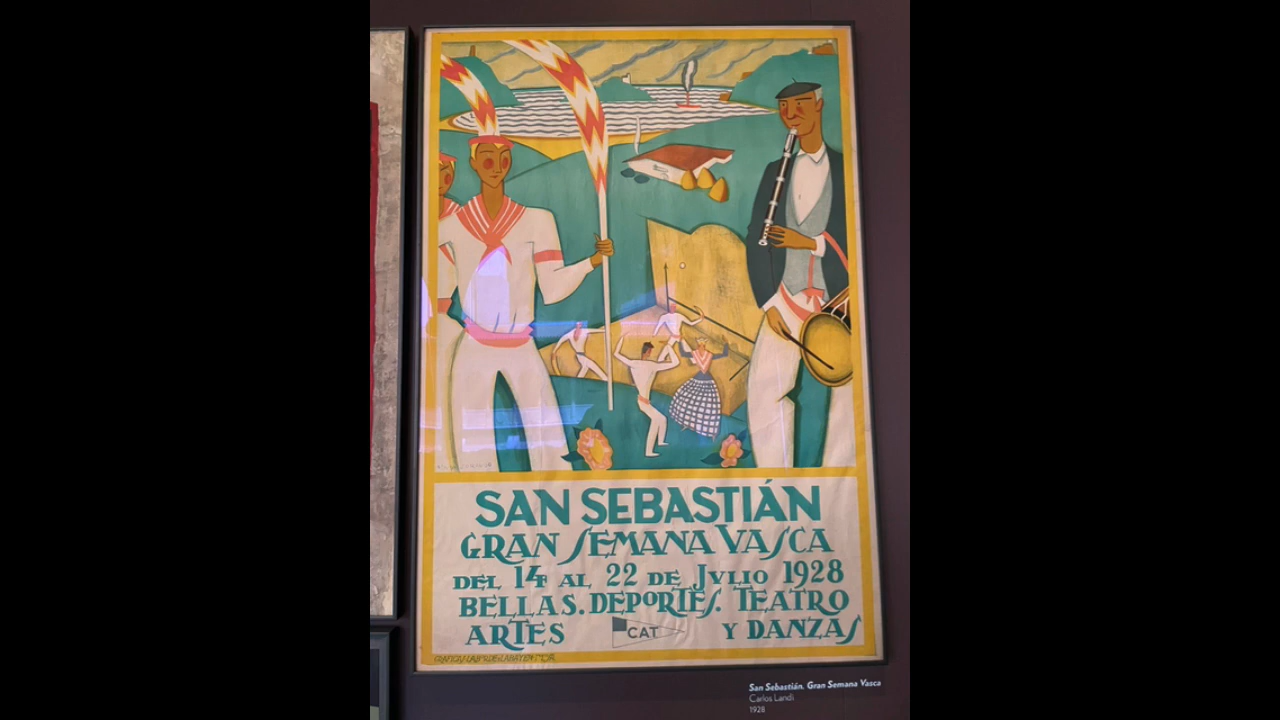 SAN SEBASTIÁN
GRAN SEMANA VASCA
DEL 14 AL 22 DE JVLIO 1928
BELLAS. DEPORTES. TEATRO
ARTES CAT Y DANZAS
San Sebastián. Gran Semana Vasca
Carlos Landi
1928